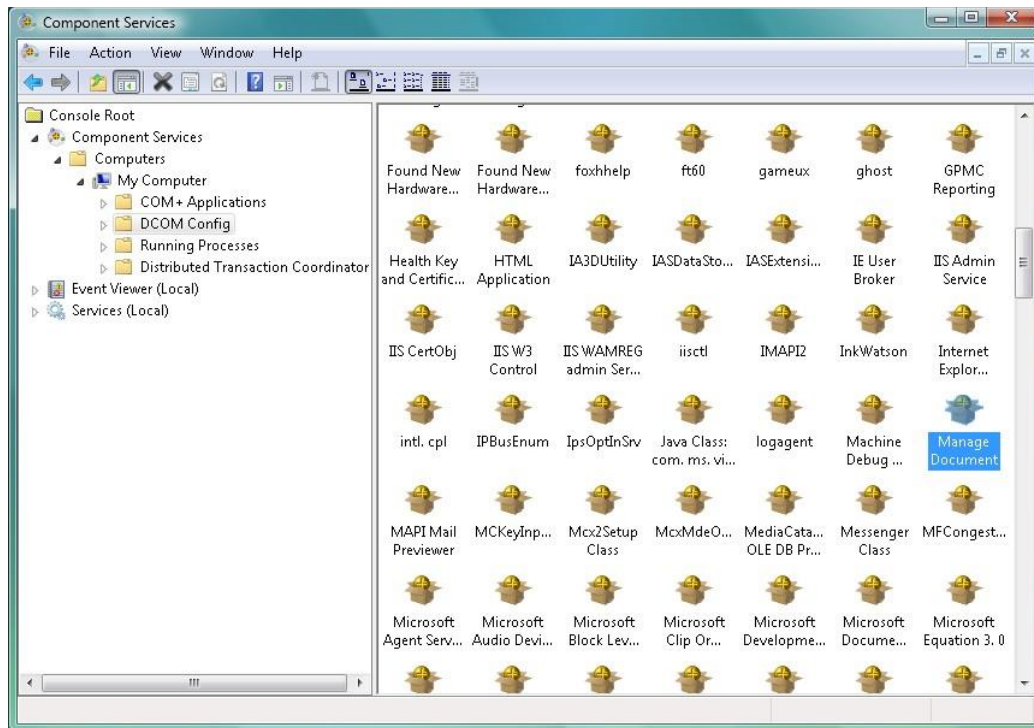 Component Services
File Action View Window Help
Console Root
Component Services
Computers
My Computer
COM+ Applications
DCOM Config
Running Processes
Distributed Transaction Coordinator
Event Viewer (Local)
Services (Local)
Found New Found New foxhhelp ft60 gameux ghost GPMC
Hardware... Hardware... Reporting
Health Key HTML IA3DUtility IASDataSto... IASExtensi... IE User IIS Admin
and Certific... Application Broker Service
IIS CertObj IIS W3 IIS WAMREG iisctl IMAPI2 InkWatson Internet
Control admin Ser... Explor...
intl. cpl IPBusEnum IpsOptInSrv Java Class: logagent Machine Manage
com. ms. vi... Debug ... Document
MAPI Mail MCKeyInp... Mcx2Setup McxMdeO... MediaCata... Messenger MFCongest...
Previewer Class OLE DB Pr... Class
Microsoft Microsoft Microsoft Microsoft Microsoft Microsoft Microsoft
Agent Serv... Audio Devi... Block Lev... Clip Or... Developme... Docume... Equation 3. 0